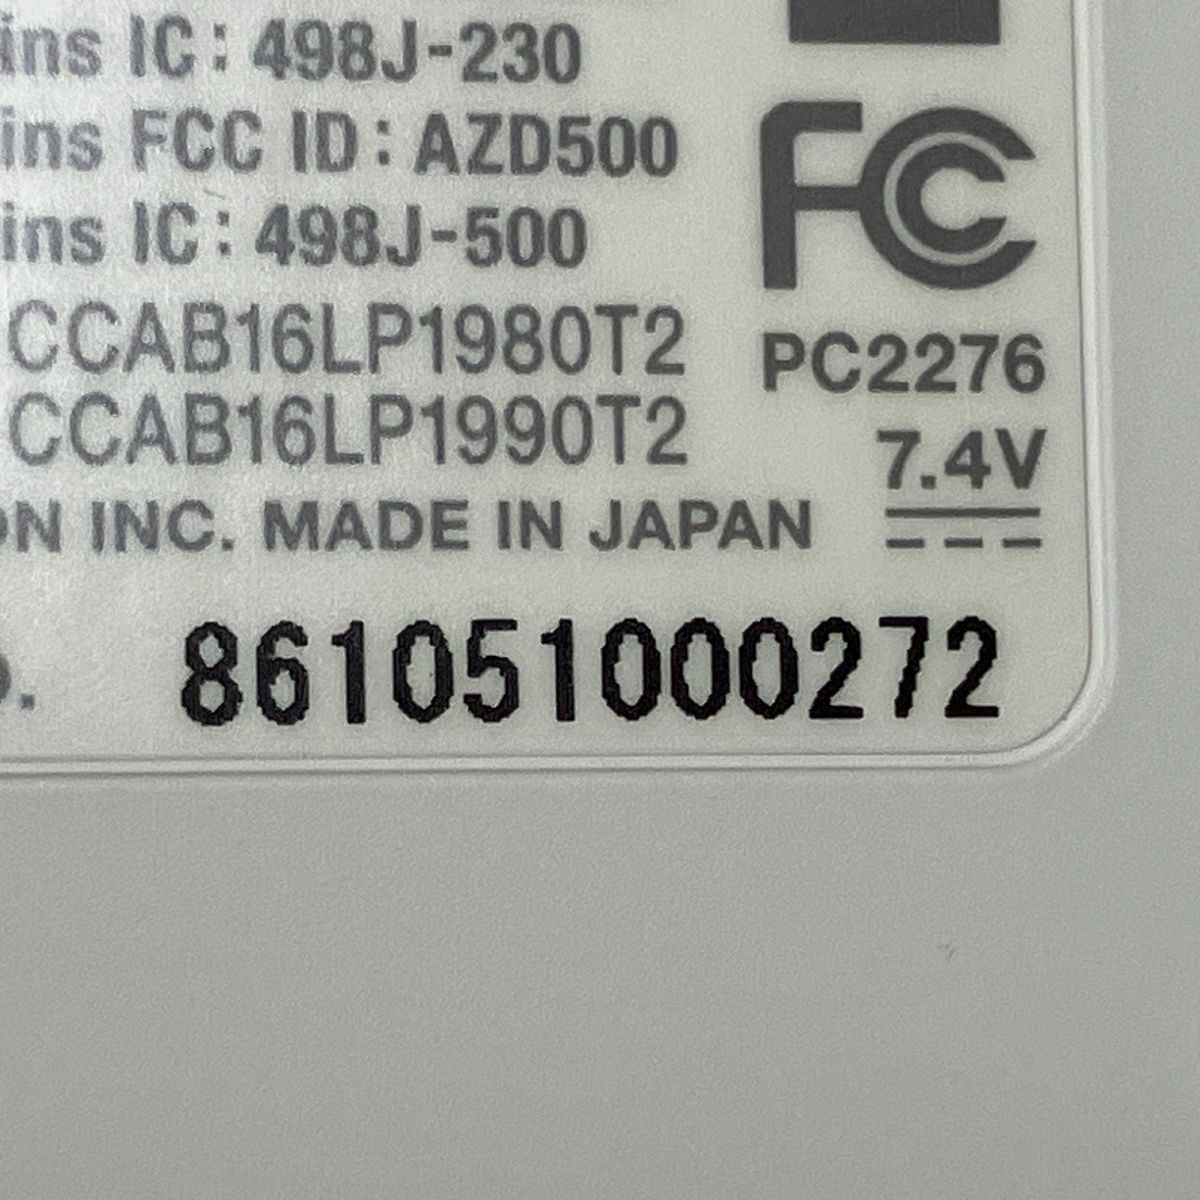 ins IC: 498J-230
ins FCC ID: AZD500
ins IC: 498J-500
CCAB16LP1980T2
CCAB16LP1990T2
ON INC. MADE IN JAPAN
FC
PC2276
7.4V
861051000272